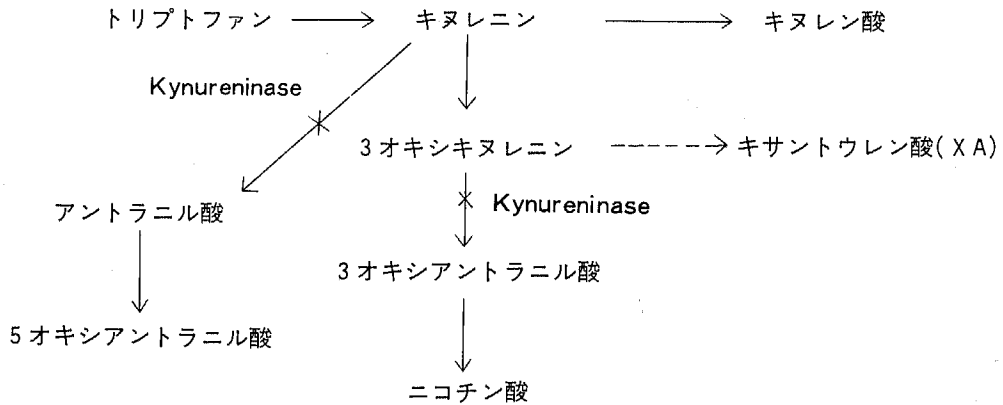 トリプトファン キヌレニン キヌレン酸
Kynureninase
3オキシキヌレニン キサントウレン酸(XA)
Kynureninase
アントラニル酸
3オキシアントラニル酸
5オキシアントラニル酸
ニコチン酸